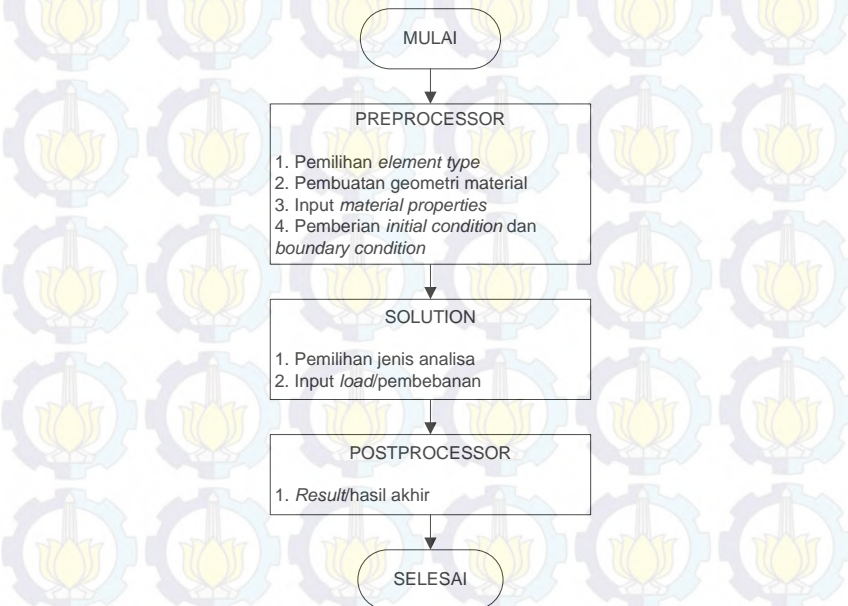 MULAI
PREPROCESSOR
1. Pemilihan element type
2. Pembuatan geometri material
3. Input material properties
4. Pemberian initial condition dan
boundary condition
SOLUTION
1. Pemilihan jenis analisa
2. Input load/pembebanan
POSTPROCESSOR
1. Result/hasil akhir
SELESAI